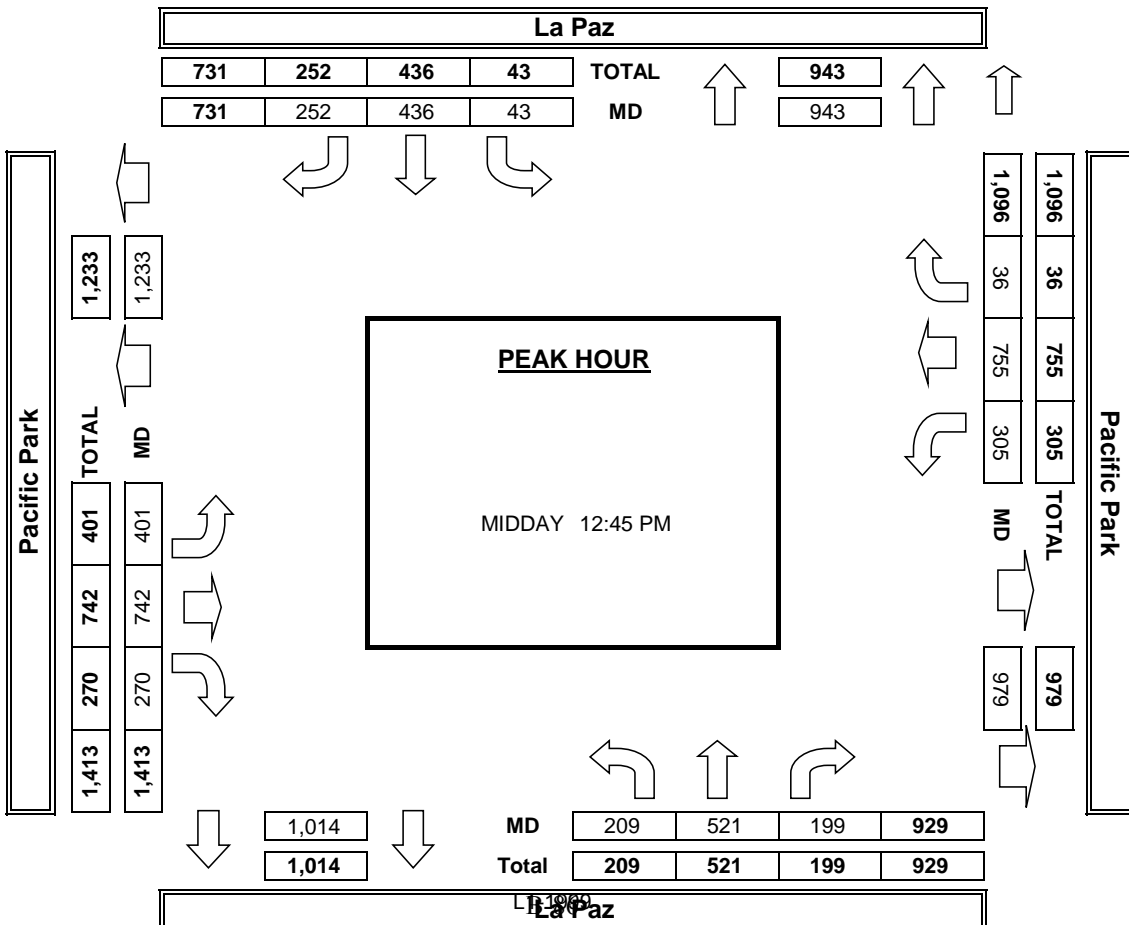 La Paz
731 252 436 43 TOTAL 943
731 252 436 43 MD 943
Pacific Park
TOTAL 1,233
MD 1,233
401 742 270 1,413
401 742 270 1,413
PEAK HOUR
MIDDAY 12:45 PM
1,096 36 755 305 MD 979
1,096 36 755 305 TOTAL 979
Pacific Park
1,014 MD 209 521 199 929
1,014 Total 209 521 199 929
La Paz